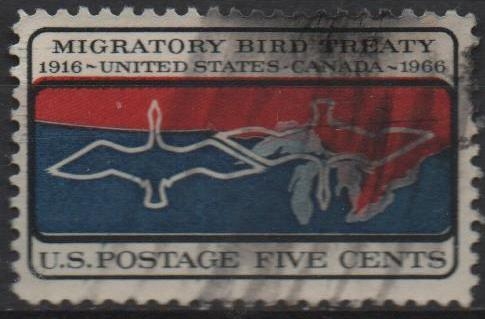 MIGRATORY BIRD TREATY
1916~UNITED STATES-CANADA~1966
U.S. POSTAGE FIVE CENTS